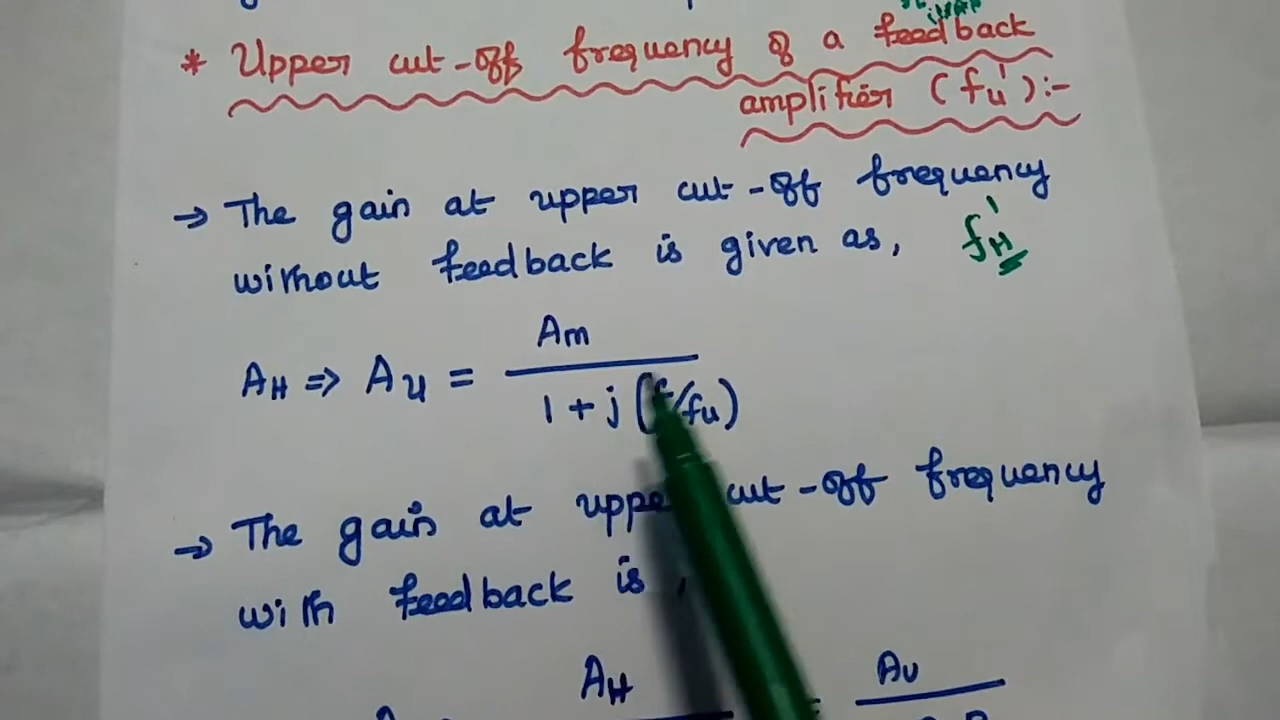 * Upper cut-off frequency of a feedback
amplifier (fu'):-
→ The gain at upper cut-off frequency
without feedback is given as, fH'
AH ⇒ Au = Am
1 + j (f/fu)
→ The gain at upper cut-off frequency
with feedback is,
AH = Au